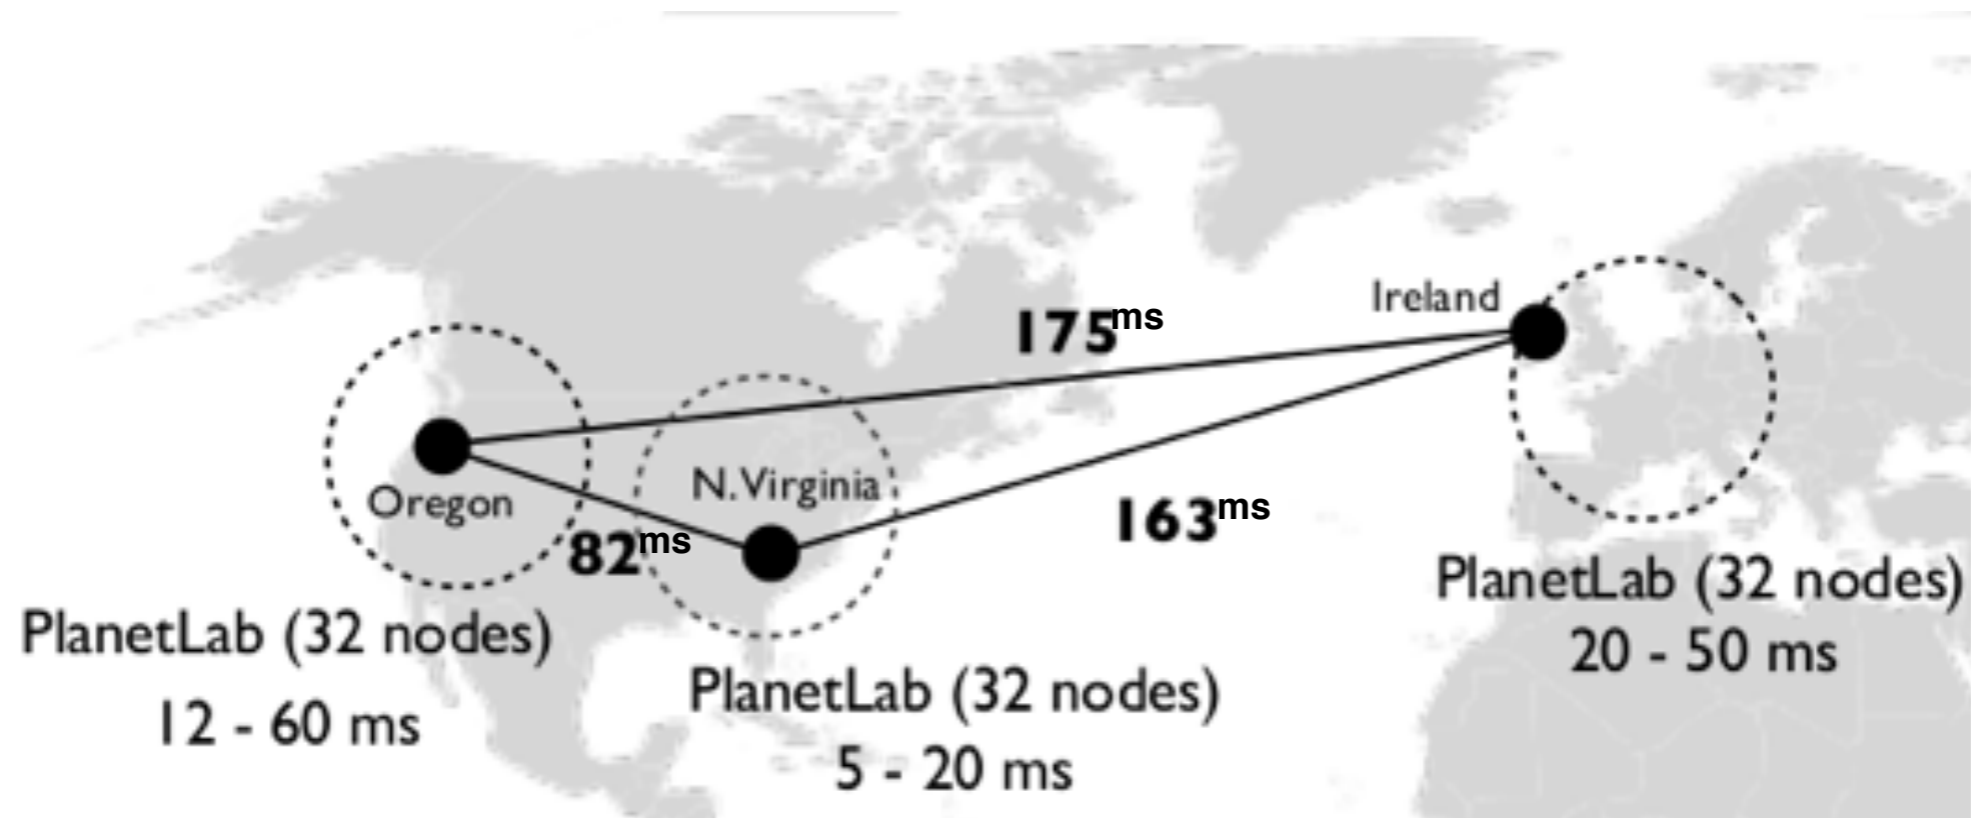 Ireland
175ms
N.Virginia
Oregon
163ms
82ms
PlanetLab (32 nodes)
20 - 50 ms
PlanetLab (32 nodes)
12 - 60 ms
PlanetLab (32 nodes)
5 - 20 ms